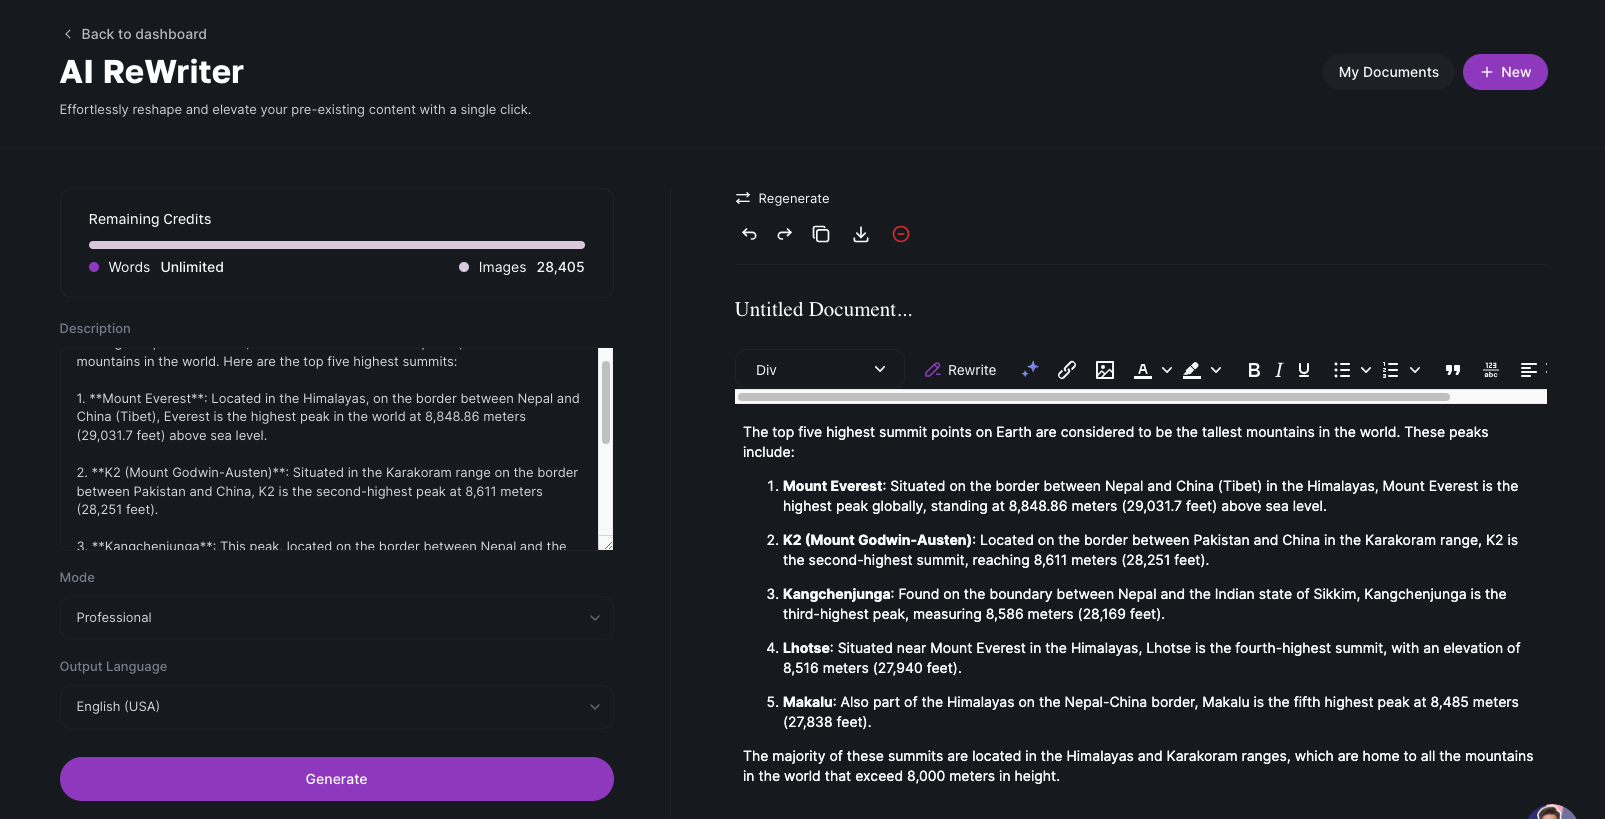 Back to dashboard
AI ReWriter
Effortlessly reshape and elevate your pre-existing content with a single click.
My Documents
+ New
Remaining Credits
Words Unlimited
Images 28,405
Description
mountains in the world. Here are the top five highest summits:
1. **Mount Everest**: Located in the Himalayas, on the border between Nepal and
China (Tibet), Everest is the highest peak in the world at 8,848.86 meters
(29,031.7 feet) above sea level.
2. **K2 (Mount Godwin-Austen)**: Situated in the Karakoram range on the border
between Pakistan and China, K2 is the second-highest peak at 8,611 meters
(28,251 feet).
3. **Kangchenjunga**: This peak, located on the border between Nepal and the
Mode
Professional
Output Language
English (USA)
Generate
Regenerate
Untitled Document...
Div
Rewrite
A
B I U
123
abc
The top five highest summit points on Earth are considered to be the tallest mountains in the world. These peaks
include:
1. Mount Everest: Situated on the border between Nepal and China (Tibet) in the Himalayas, Mount Everest is the
highest peak globally, standing at 8,848.86 meters (29,031.7 feet) above sea level.
2. K2 (Mount Godwin-Austen): Located on the border between Pakistan and China in the Karakoram range, K2 is
the second-highest summit, reaching 8,611 meters (28,251 feet).
3. Kangchenjunga: Found on the boundary between Nepal and the Indian state of Sikkim, Kangchenjunga is the
third-highest peak, measuring 8,586 meters (28,169 feet).
4. Lhotse: Situated near Mount Everest in the Himalayas, Lhotse is the fourth-highest summit, with an elevation of
8,516 meters (27,940 feet).
5. Makalu: Also part of the Himalayas on the Nepal-China border, Makalu is the fifth highest peak at 8,485 meters
(27,838 feet).
The majority of these summits are located in the Himalayas and Karakoram ranges, which are home to all the mountains
in the world that exceed 8,000 meters in height.